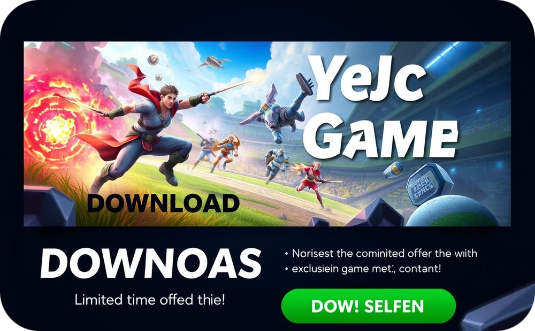 YeJc
GAME
DOWNLOAD
DOWNOAS
Limited time offed thie!
• Norisest the cominited offer the with
• exclusiein game met:, contant!
DOW! SELFEN